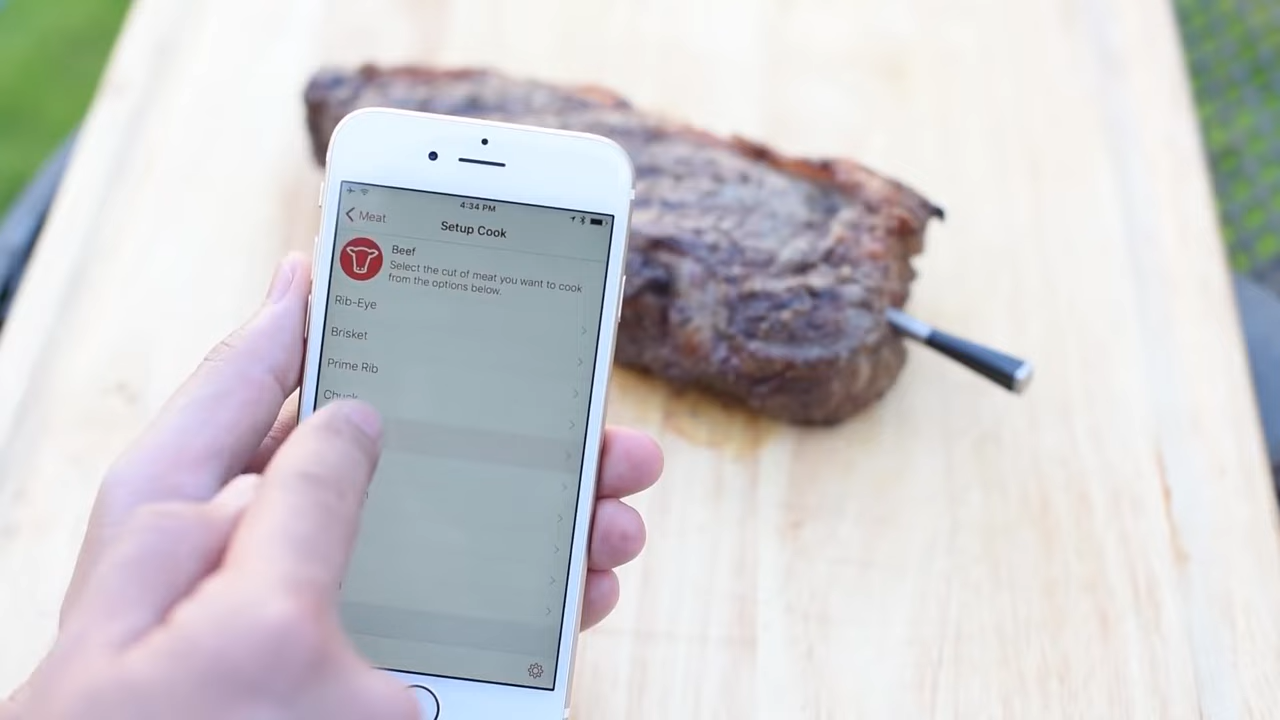 4:34 PM
Meat
Setup Cook
Beef
Select the cut of meat you want to cook
from the options below.
Rib-Eye
Brisket
Prime Rib
Chuck